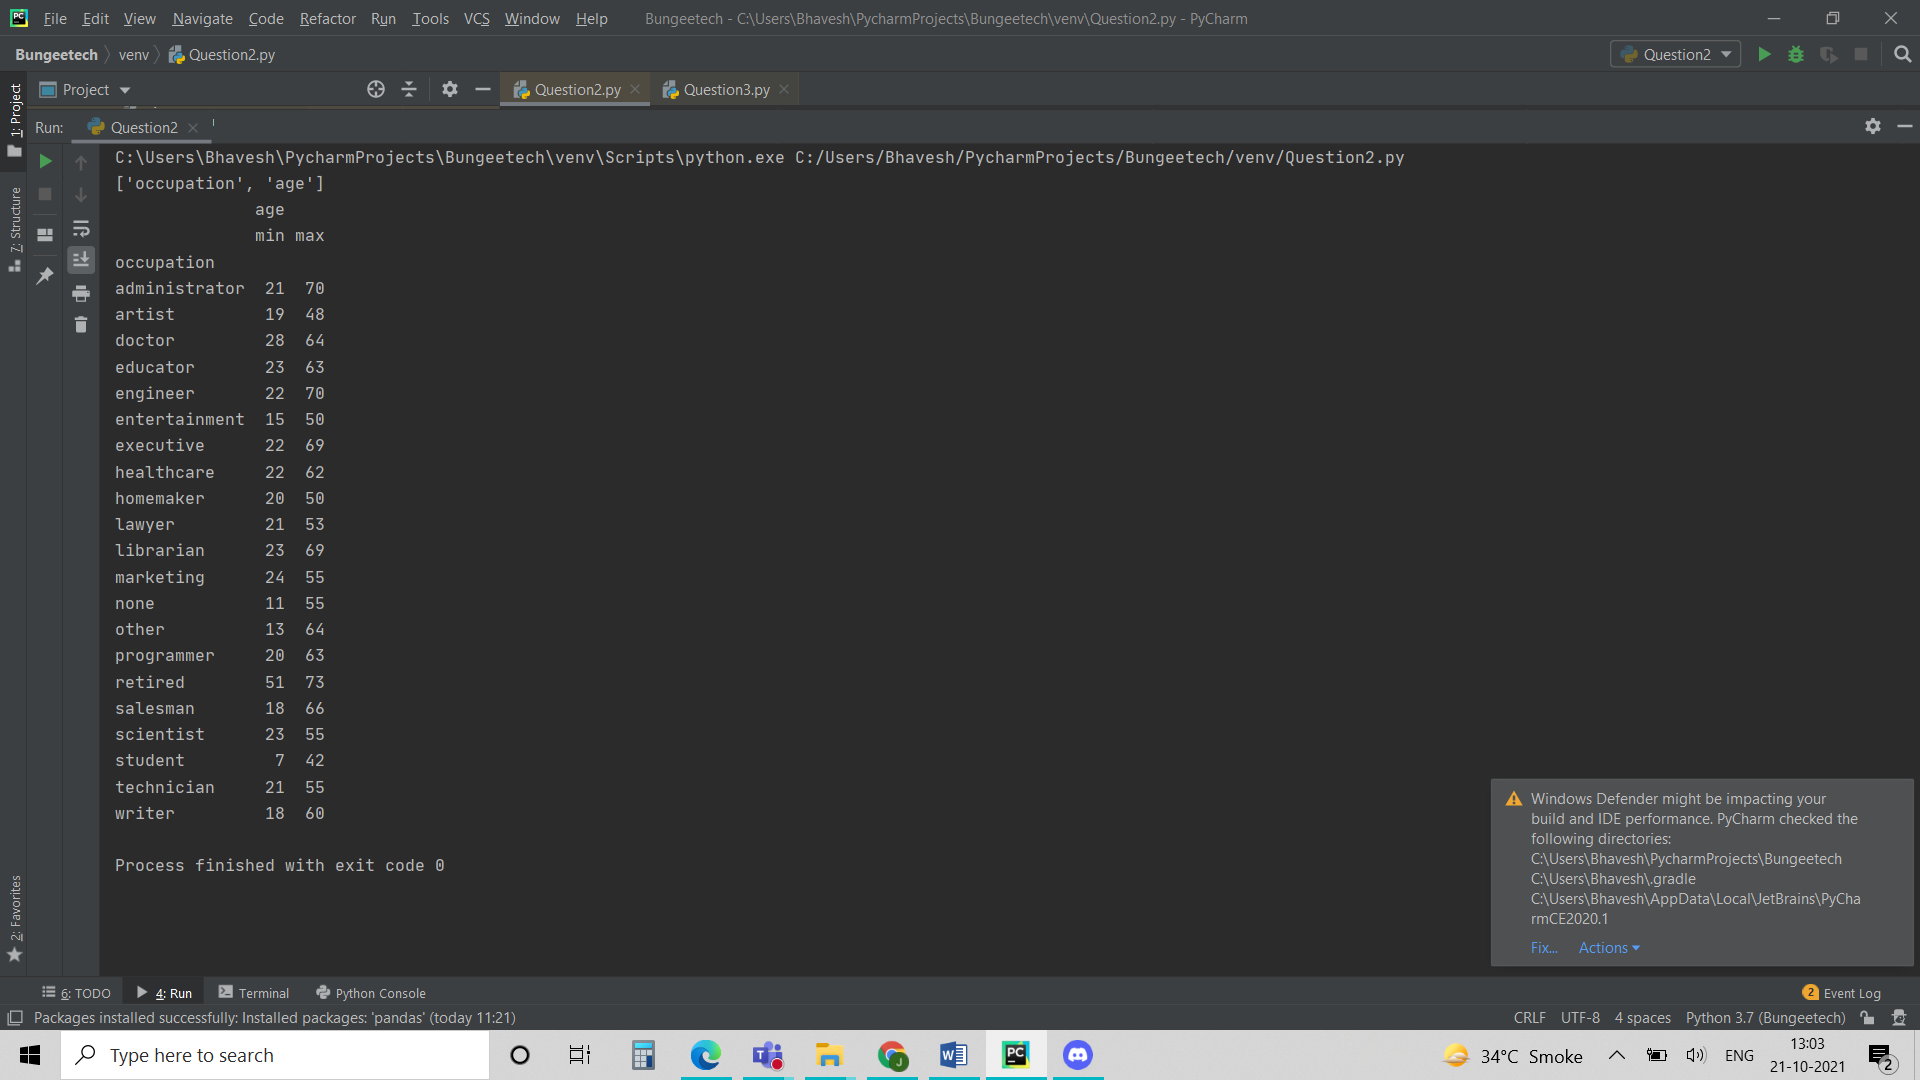 File Edit View Navigate Code Refactor Run Tools VCS Window Help Bungeetech - C:\Users\Bhavesh\PycharmProjects\Bungeetech\venv\Question2.py - PyCharm
Bungeetech venv Question2.py Question2
Project Question2.py Question3.py
1: Project
Run: Question2
C:\Users\Bhavesh\PycharmProjects\Bungeetech\venv\Scripts\python.exe C:/Users/Bhavesh/PycharmProjects/Bungeetech/venv/Question2.py
['occupation', 'age']
age
min max
occupation
administrator 21 70
artist 19 48
doctor 28 64
educator 23 63
engineer 22 70
entertainment 15 50
executive 22 69
healthcare 22 62
homemaker 20 50
lawyer 21 53
librarian 23 69
marketing 24 55
none 11 55
other 13 64
programmer 20 63
retired 51 73
salesman 18 66
scientist 23 55
student 7 42
technician 21 55
writer 18 60
Process finished with exit code 0
7: Structure
2: Favorites
Windows Defender might be impacting your
build and IDE performance. PyCharm checked the
following directories:
C:\Users\Bhavesh\PycharmProjects\Bungeetech
C:\Users\Bhavesh\.gradle
C:\Users\Bhavesh\AppData\Local\JetBrains\PyCha
rmCE2020.1
Fix... Actions
6: TODO 4: Run Terminal Python Console 2 Event Log
Packages installed successfully: Installed packages: 'pandas' (today 11:21) CRLF UTF-8 4 spaces Python 3.7 (Bungeetech)
Type here to search 34°C Smoke ENG 13:03
21-10-2021 2